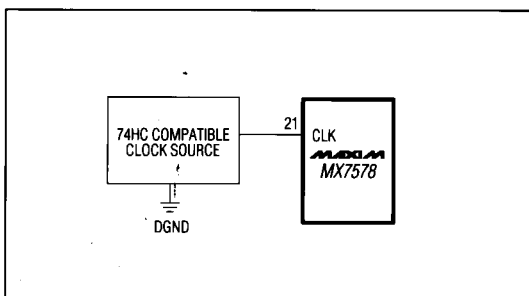 74HC COMPATIBLE
CLOCK SOURCE
DGND
21
CLK
MAXIM
MX7578